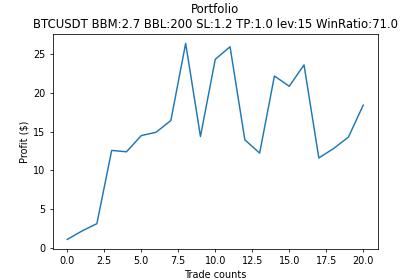 Portfolio
BTCUSDT BBM:2.7 BBL:200 SL:1.2 TP:1.0 lev:15 WinRatio:71.0
Profit ($)
25
20
15
10
5
0
0.0 2.5 5.0 7.5 10.0 12.5 15.0 17.5 20.0
Trade counts